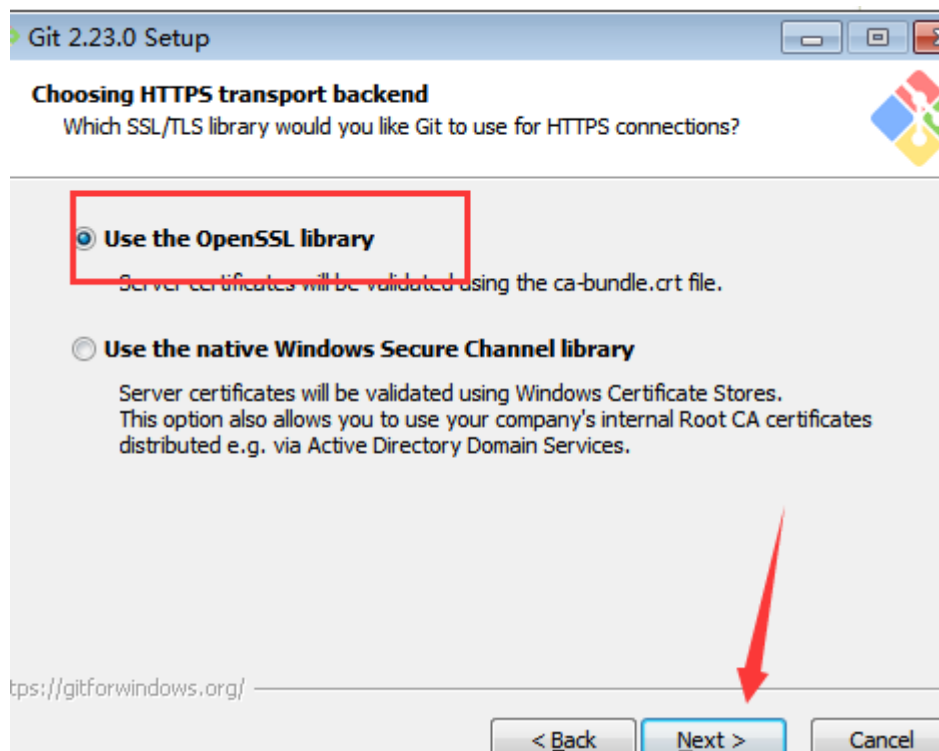 Git 2.23.0 Setup
Choosing HTTPS transport backend
Which SSL/TLS library would you like Git to use for HTTPS connections?
Use the OpenSSL library
Server certificates will be validated using the ca-bundle.crt file.
Use the native Windows Secure Channel library
Server certificates will be validated using Windows Certificate Stores.
This option also allows you to use your company's internal Root CA certificates
distributed e.g. via Active Directory Domain Services.
tps://gitforwindows.org/
< Back Next > Cancel